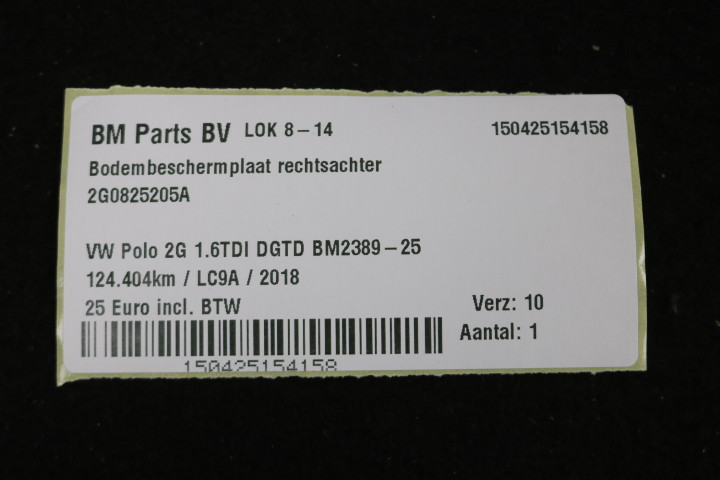 BM Parts BV LOK 8-14 150425154158
Bodembeschermplaat rechtsachter
2G0825205A
VW Polo 2G 1.6TDI DGTD BM2389-25
124.404km / LC9A / 2018
25 Euro incl. BTW Verz: 10
Aantal: 1
150425154158